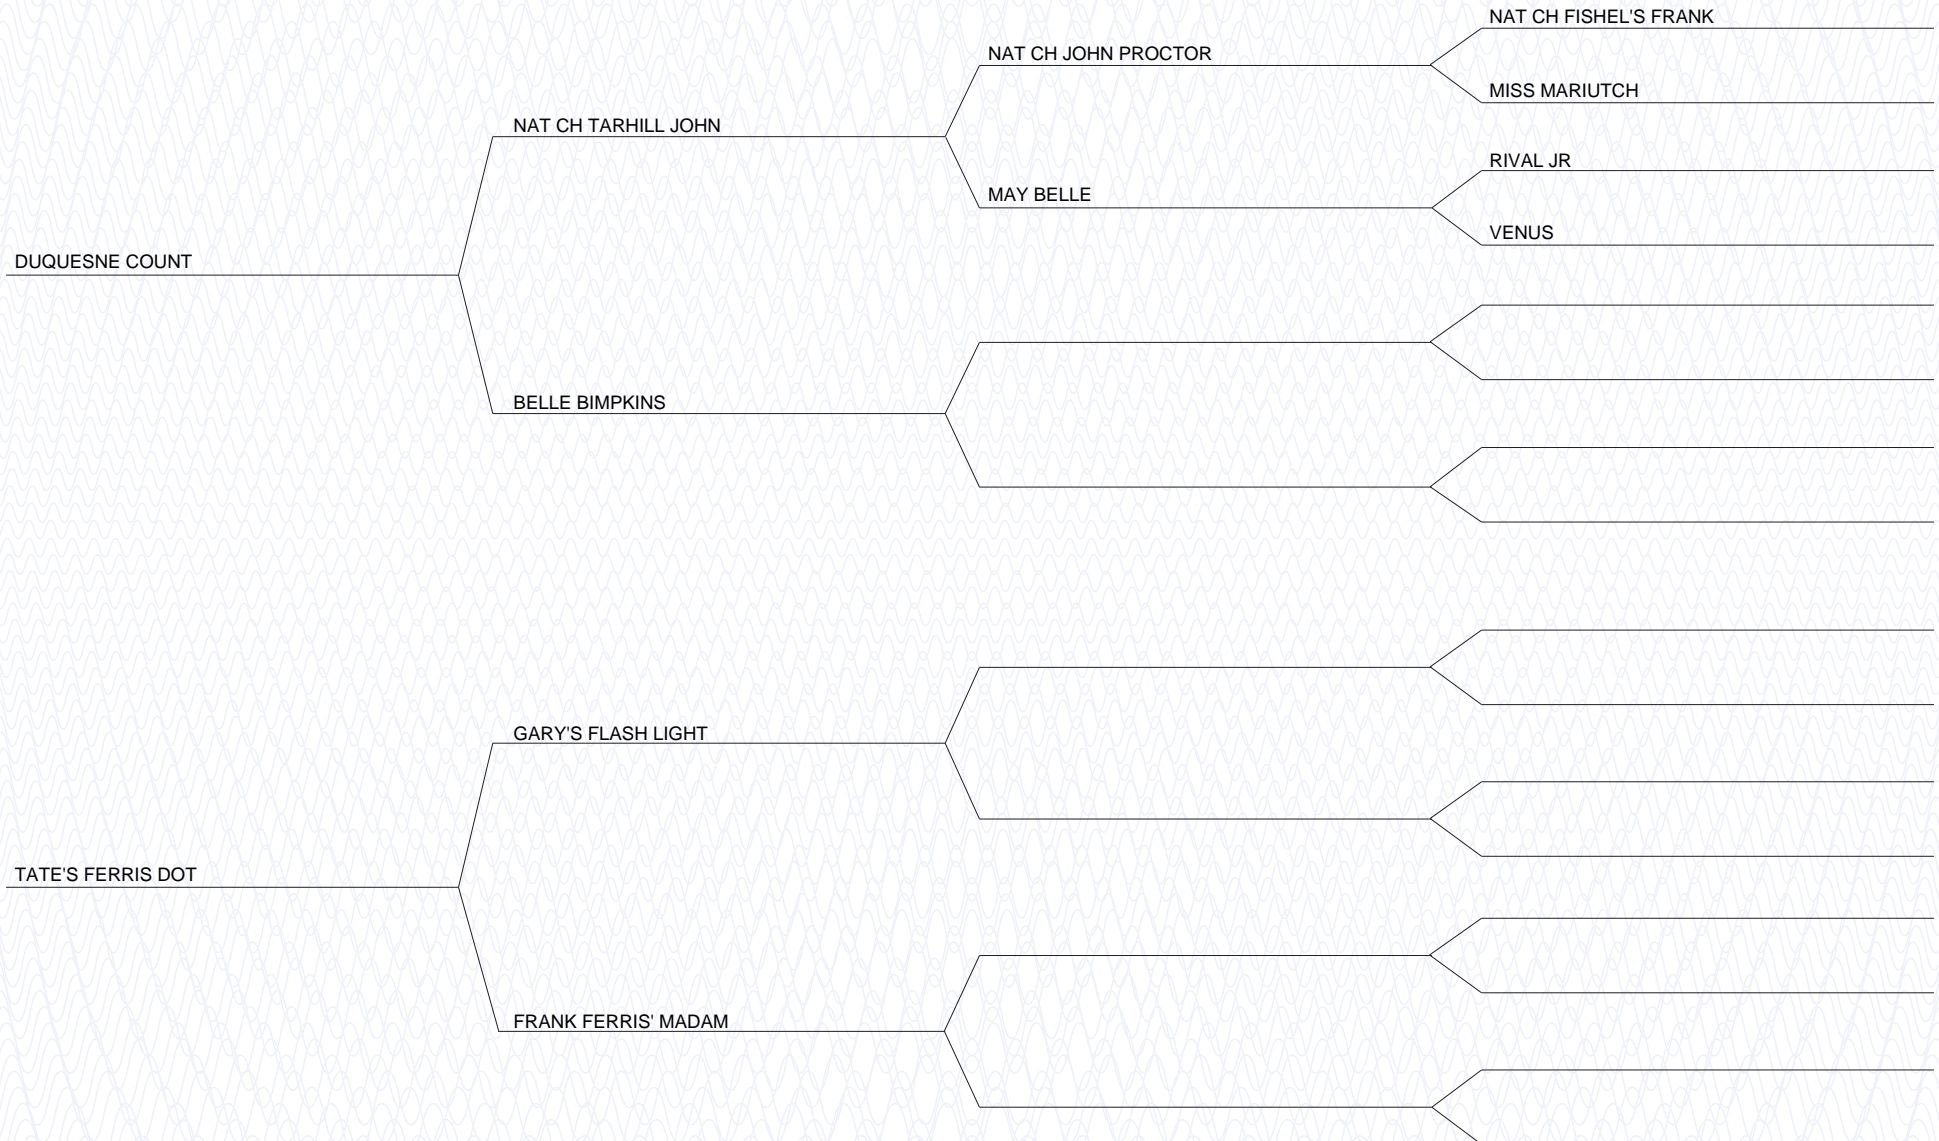 NAT CH FISHEL'S FRANK
NAT CH JOHN PROCTOR
MISS MARIUTCH
NAT CH TARHILL JOHN
RIVAL JR
MAY BELLE
VENUS
DUQUESNE COUNT
BELLE BIMPKINS
GARY'S FLASH LIGHT
TATE'S FERRIS DOT
FRANK FERRIS' MADAM